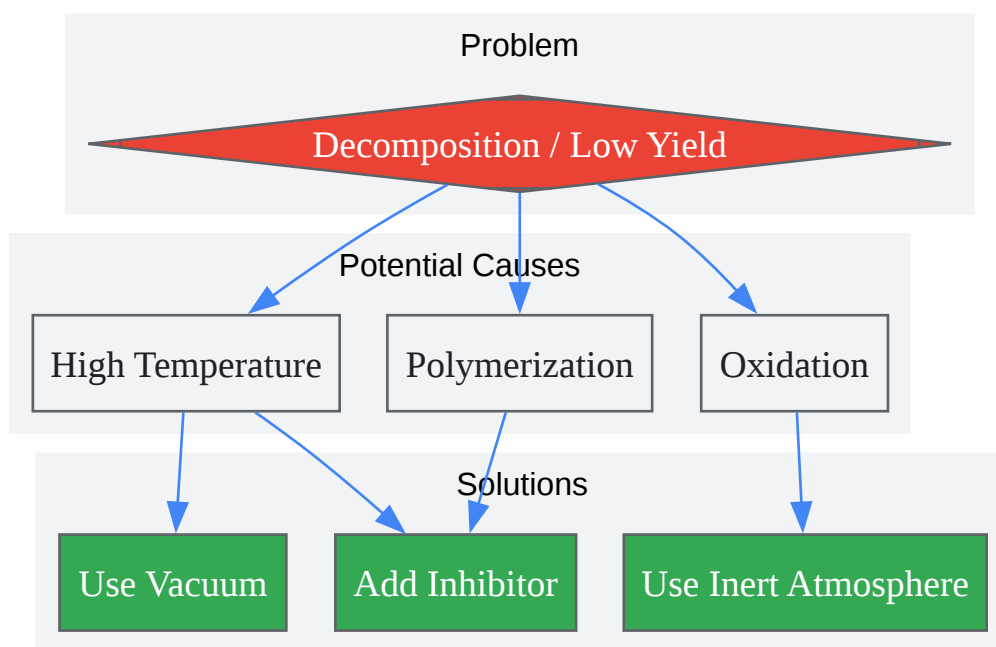 Problem
Decomposition / Low Yield
Potential Causes
High Temperature
Polymerization
Oxidation
Solutions
Use Vacuum
Add Inhibitor
Use Inert Atmosphere